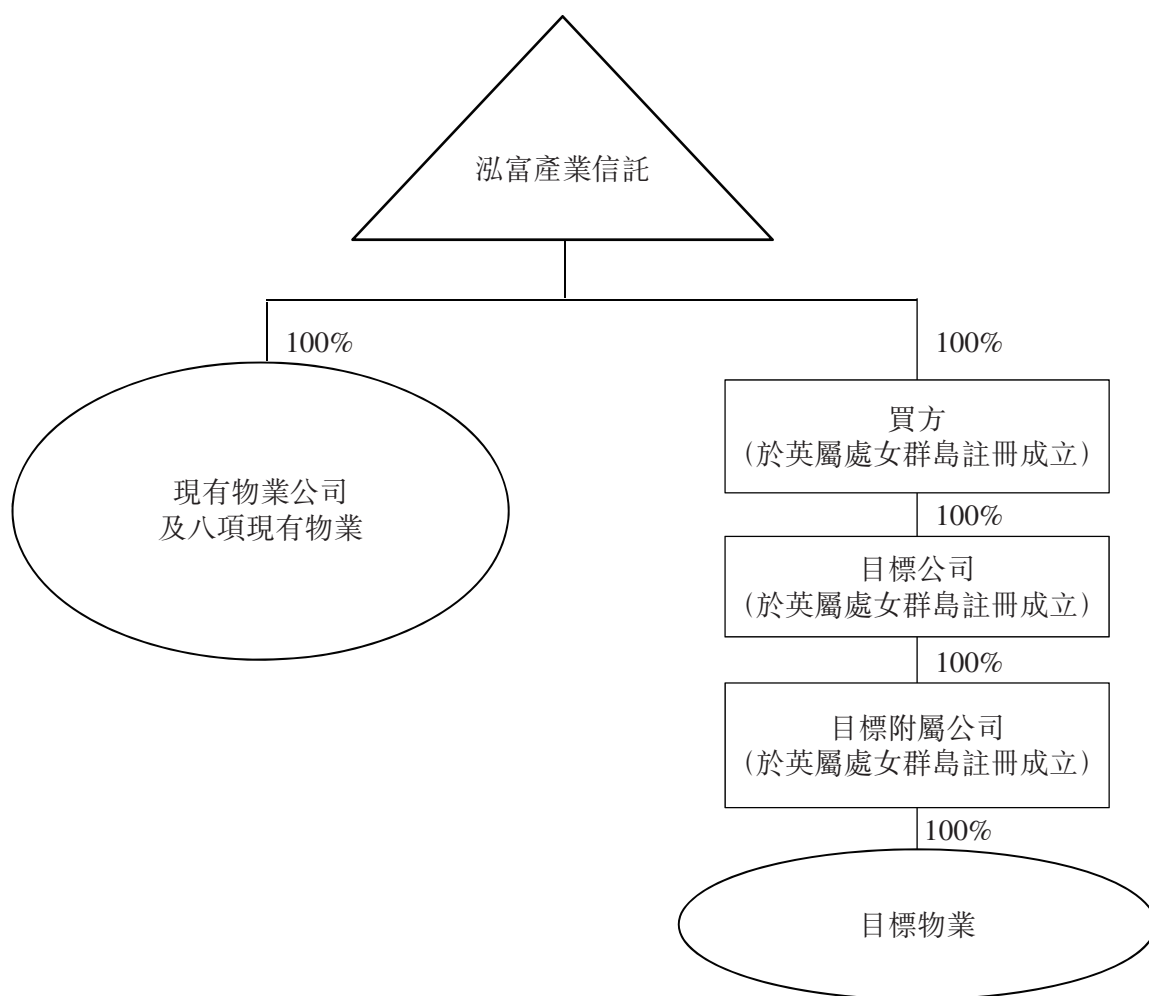 泓富產業信託
100%
100%
現有物業公司
及八項現有物業
買方
（於英屬處女群島註冊成立）
100%
目標公司
（於英屬處女群島註冊成立）
100%
目標附屬公司
（於英屬處女群島註冊成立）
100%
目標物業